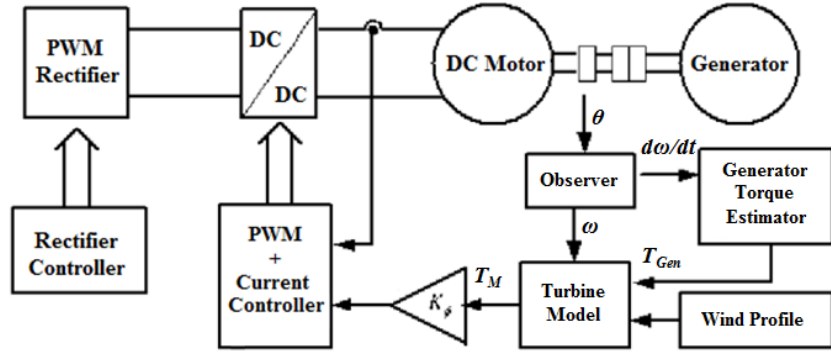 PWM
Rectifier
DC
DC
DC Motor
Generator
θ
dω/dt
Observer
Generator
Torque
Estimator
Rectifier
Controller
PWM
+
Current
Controller
ω
T_Gen
T_M
K_ϕ
Turbine
Model
Wind Profile